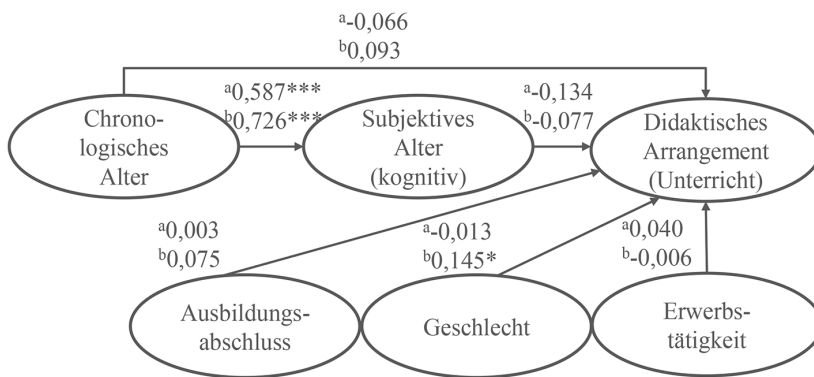 ᵃ-0,066
ᵇ0,093
ᵃ0,587***
ᵇ0,726***
ᵃ-0,134
ᵇ-0,077
Chrono-
logisches
Alter
Subjektives
Alter
(kognitiv)
Didaktisches
Arrangement
(Unterricht)
ᵃ0,003
ᵇ0,075
ᵃ-0,013
ᵇ0,145*
ᵃ0,040
ᵇ-0,006
Ausbildungs-
abschluss
Geschlecht
Erwerbs-
tätigkeit